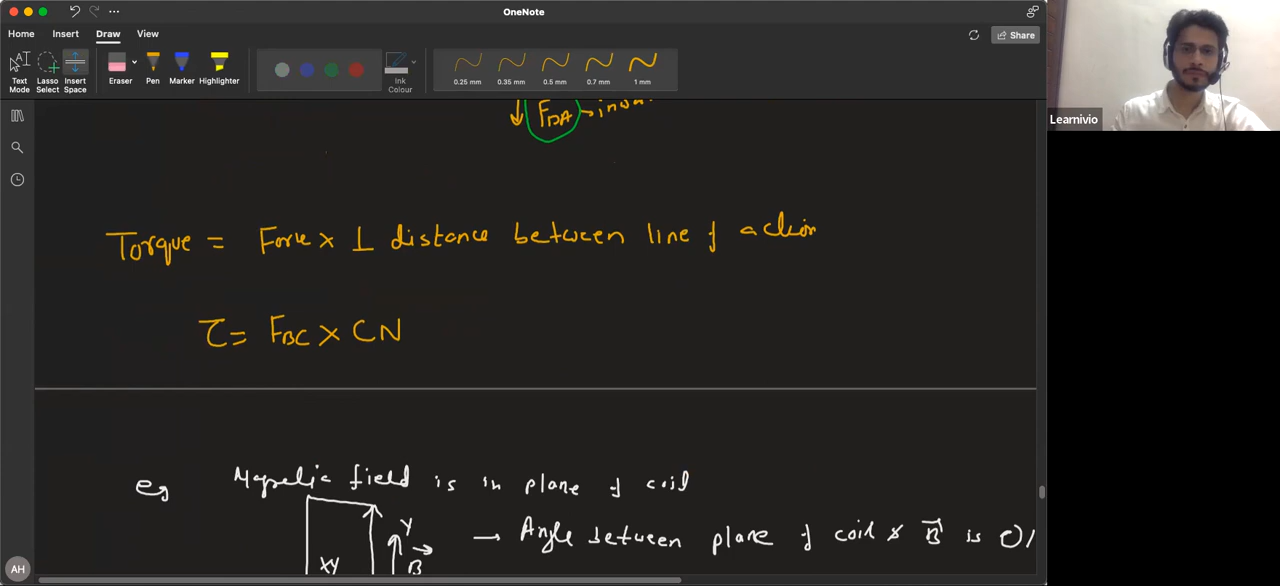 OneNote
Home Insert Draw View
Share
Text Mode
Lasso Select
Insert Space
Eraser
Pen
Marker
Highlighter
Ink Colour
0.25 mm
0.35 mm
0.5 mm
0.7 mm
1 mm
Learnivio
↓ FDA →
Torque = Force × ⊥ distance between line of action
τ = FBC × CN
eg Magnetic field is in plane of coil
Y
→ Angle between plane of coil & B⃗ is
XY
B
AH